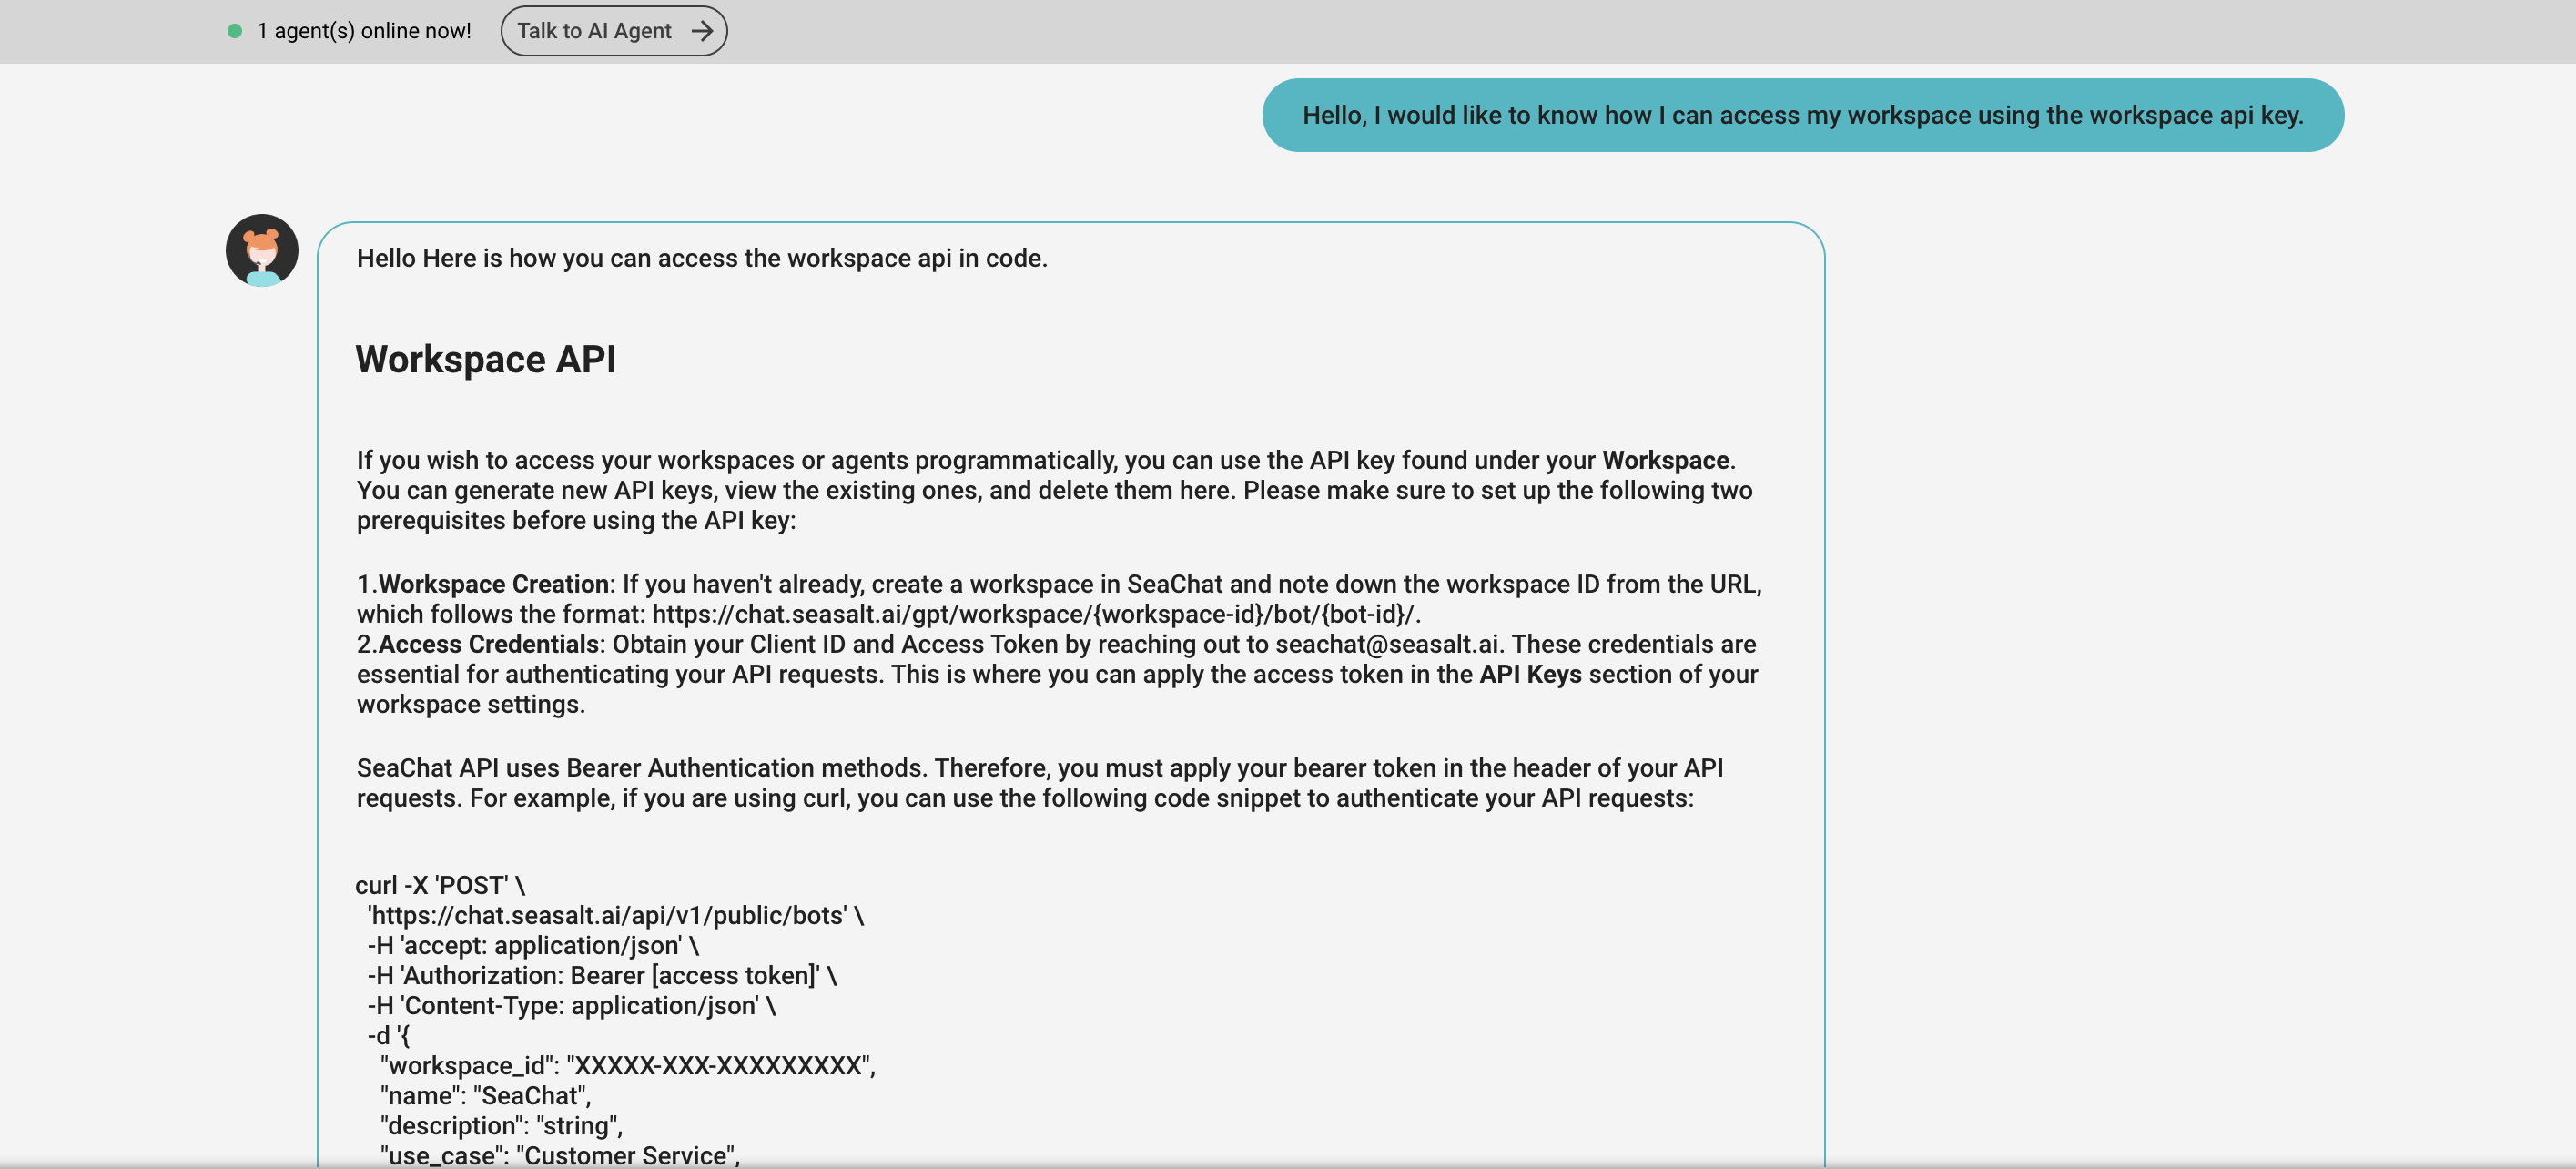 1 agent(s) online now!
Talk to AI Agent →
Hello, I would like to know how I can access my workspace using the workspace api key.
Hello Here is how you can access the workspace api in code.
Workspace API
If you wish to access your workspaces or agents programmatically, you can use the API key found under your Workspace.
You can generate new API keys, view the existing ones, and delete them here. Please make sure to set up the following two
prerequisites before using the API key:
1.Workspace Creation: If you haven't already, create a workspace in SeaChat and note down the workspace ID from the URL,
which follows the format: https://chat.seasalt.ai/gpt/workspace/{workspace-id}/bot/{bot-id}/.
2.Access Credentials: Obtain your Client ID and Access Token by reaching out to seachat@seasalt.ai. These credentials are
essential for authenticating your API requests. This is where you can apply the access token in the API Keys section of your
workspace settings.
SeaChat API uses Bearer Authentication methods. Therefore, you must apply your bearer token in the header of your API
requests. For example, if you are using curl, you can use the following code snippet to authenticate your API requests:
curl -X 'POST' \
  'https://chat.seasalt.ai/api/v1/public/bots' \
  -H 'accept: application/json' \
  -H 'Authorization: Bearer [access token]' \
  -H 'Content-Type: application/json' \
  -d '{
    "workspace_id": "XXXXX-XXX-XXXXXXXXX",
    "name": "SeaChat",
    "description": "string",
    "use_case": "Customer Service",